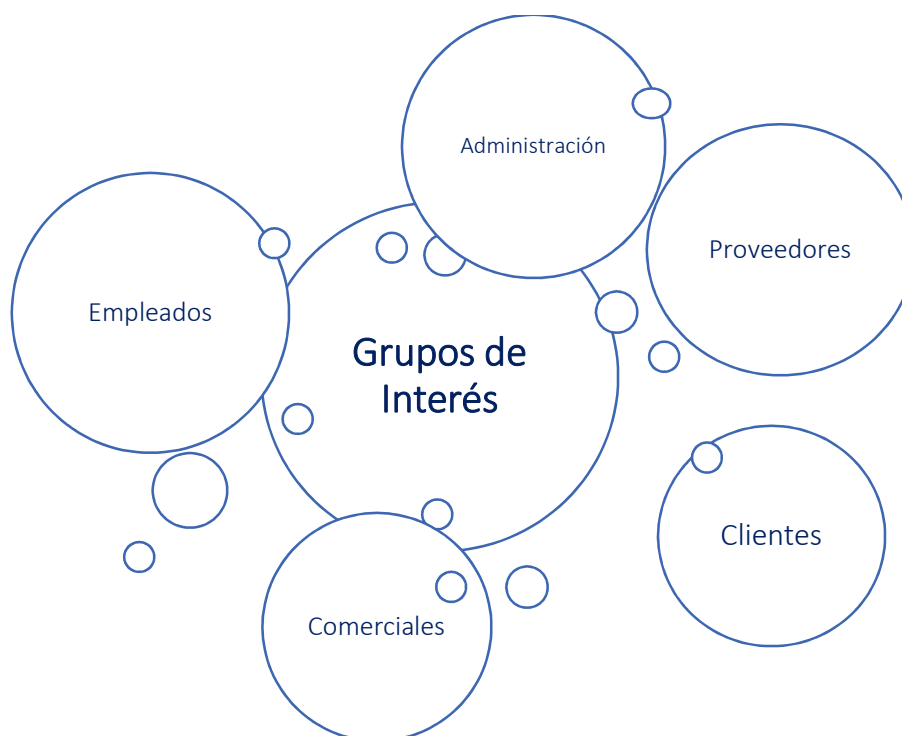 Administración
Proveedores
Empleados
Grupos de
Interés
Clientes
Comerciales